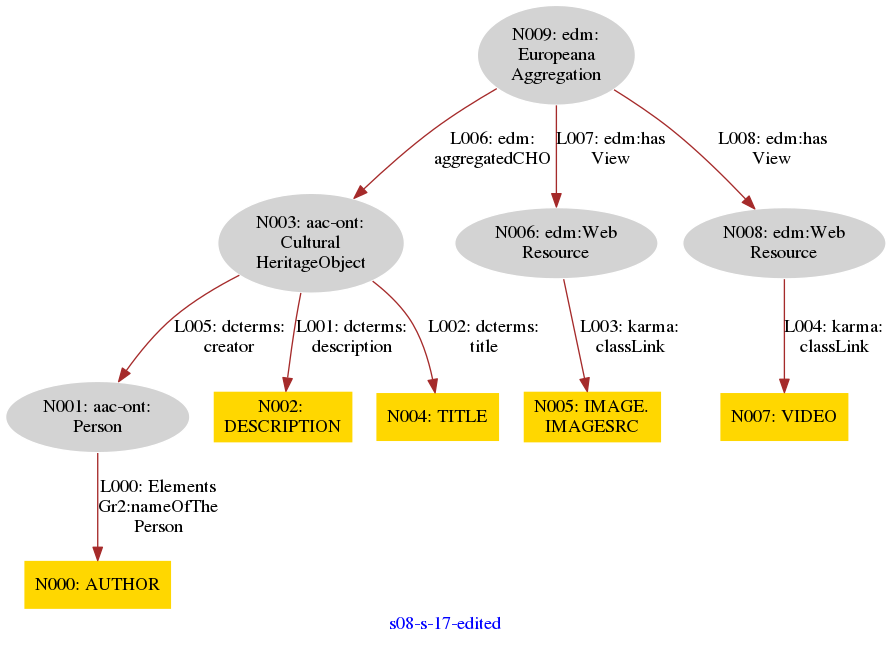 N009: edm:
Europeana
Aggregation
L006: edm:
aggregatedCHO
L007: edm:has
View
L008: edm:has
View
N003: aac-ont:
Cultural
HeritageObject
N006: edm:Web
Resource
N008: edm:Web
Resource
L005: dcterms:
creator
L001: dcterms:
description
L002: dcterms:
title
L003: karma:
classLink
L004: karma:
classLink
N001: aac-ont:
Person
N002:
DESCRIPTION
N004: TITLE
N005: IMAGE.
IMAGESRC
N007: VIDEO
L000: Elements
Gr2:nameOfThe
Person
N000: AUTHOR
s08-s-17-edited